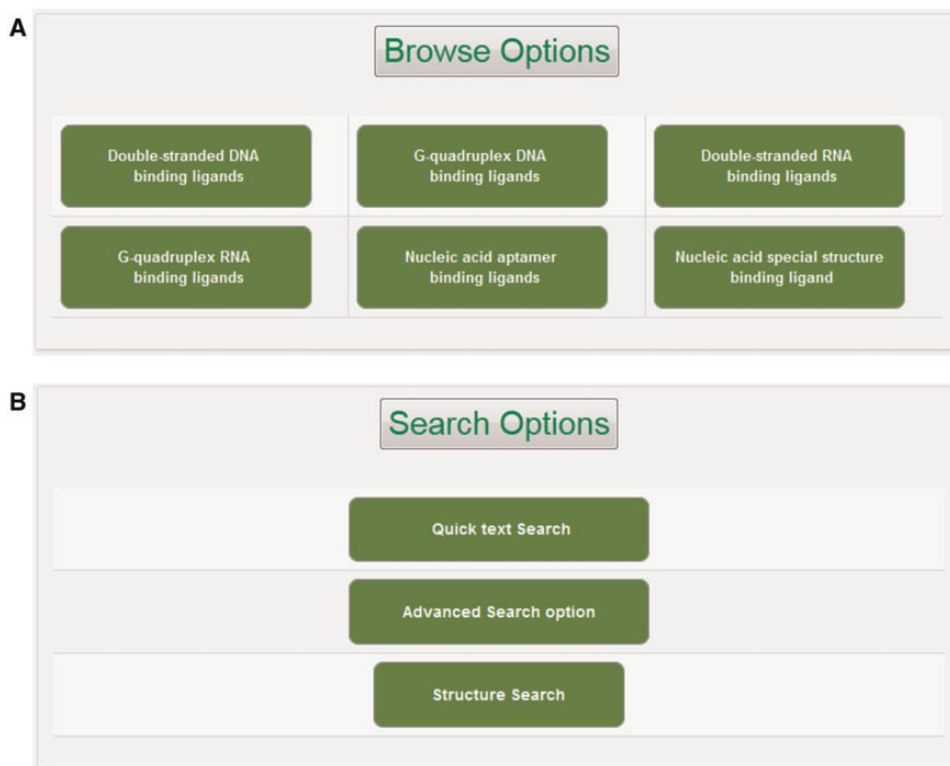 A
Browse Options
Double-stranded DNA
binding ligands
G-quadruplex DNA
binding ligands
Double-stranded RNA
binding ligands
G-quadruplex RNA
binding ligands
Nucleic acid aptamer
binding ligands
Nucleic acid special structure
binding ligand
B
Search Options
Quick text Search
Advanced Search option
Structure Search